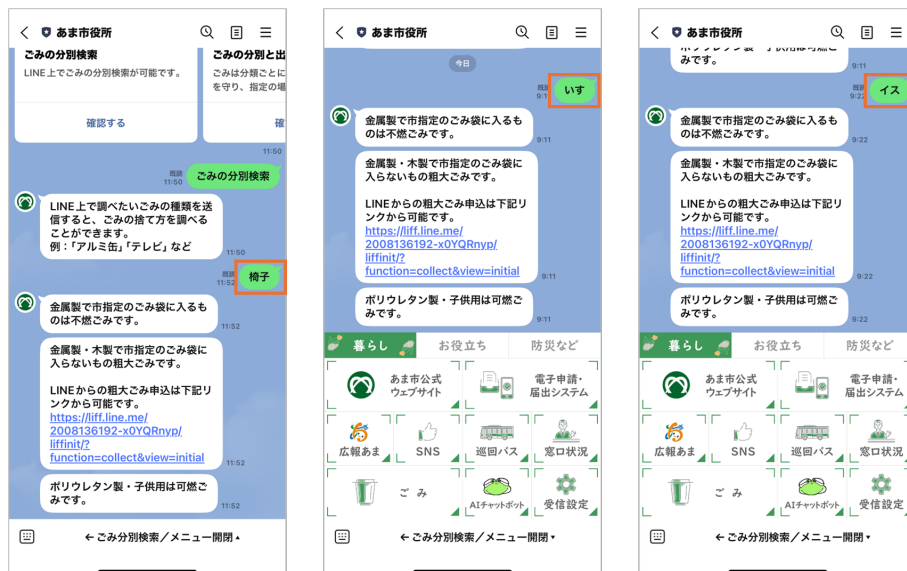 あま市役所
ごみの分別検索
LINE上でごみの分別検索が可能です。
確認する
ごみの分別と出
ごみは分類ごとに
を守り、指定の場
確
11:50
既読
11:50
ごみの分別検索
LINE上で調べたいごみの種類を送
信すると、ごみの捨て方を調べる
ことができます。
例：「アルミ缶」「テレビ」など
11:50
既読
11:52
椅子
金属製で市指定のごみ袋に入るも
のは不燃ごみです。
11:52
金属製・木製で市指定のごみ袋に
入らないもの粗大ごみです。
LINEからの粗大ごみ申込は下記リ
ンクから可能です。
https://liff.line.me/
2008136192-x0YQRnyp/
liffinit/?
function=collect&view=initial
11:52
ポリウレタン製・子供用は可燃ご
みです。
11:52
←ごみ分別検索／メニュー開閉▲
あま市役所
今日
いす
金属製で市指定のごみ袋に入るも
のは不燃ごみです。
9:11
金属製・木製で市指定のごみ袋に
入らないもの粗大ごみです。
LINEからの粗大ごみ申込は下記リ
ンクから可能です。
https://liff.line.me/
2008136192-x0YQRnyp/
liffinit/?
function=collect&view=initial
9:11
ポリウレタン製・子供用は可燃ご
みです。
9:11
暮らし
お役立ち
防災など
あま市公式
ウェブサイト
電子申請・
届出システム
広報あま
SNS
巡回バス
窓口状況
ごみ
AIチャットボット
受信設定
←ごみ分別検索／メニュー開閉▼
あま市役所
ポリウレタン製・子供用は可燃ご
みです。
9:11
既読
9:22
イス
金属製で市指定のごみ袋に入るも
のは不燃ごみです。
9:22
金属製・木製で市指定のごみ袋に
入らないもの粗大ごみです。
LINEからの粗大ごみ申込は下記リ
ンクから可能です。
https://liff.line.me/
2008136192-x0YQRnyp/
liffinit/?
function=collect&view=initial
9:22
ポリウレタン製・子供用は可燃ご
みです。
9:22
暮らし
お役立ち
防災など
あま市公式
ウェブサイト
電子申請・
届出システム
広報あま
SNS
巡回バス
窓口状況
ごみ
AIチャットボット
受信設定
←ごみ分別検索／メニュー開閉▼